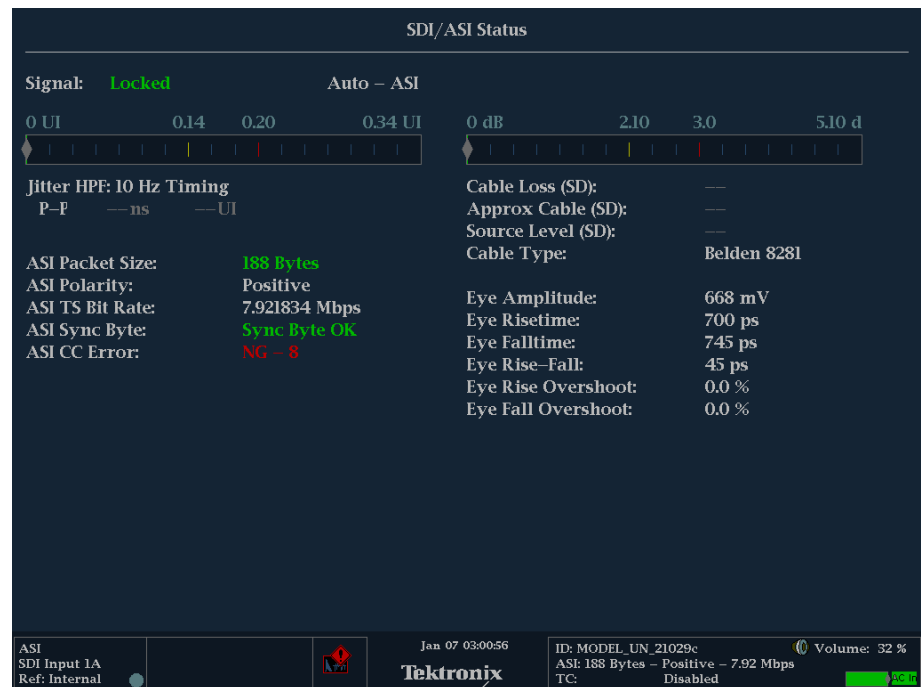 SDI/ASI Status
Signal: Locked Auto – ASI
0 UI 0.14 0.20 0.34 UI
0 dB 2.10 3.0 5.10 d
Jitter HPF: 10 Hz Timing
P–P —ns —UI
ASI Packet Size: 188 Bytes
ASI Polarity: Positive
ASI TS Bit Rate: 7.921834 Mbps
ASI Sync Byte: Sync Byte OK
ASI CC Error: NG – 8
Cable Loss (SD): —
Approx Cable (SD): —
Source Level (SD): —
Cable Type: Belden 8281
Eye Amplitude: 668 mV
Eye Risetime: 700 ps
Eye Falltime: 745 ps
Eye Rise–Fall: 45 ps
Eye Rise Overshoot: 0.0 %
Eye Fall Overshoot: 0.0 %
ASI
SDI Input 1A
Ref: Internal
Jan 07 03:00:56
Tektronix
ID: MODEL_UN_21029c Volume: 32 %
ASI: 188 Bytes – Positive – 7.92 Mbps
TC: Disabled
AC In